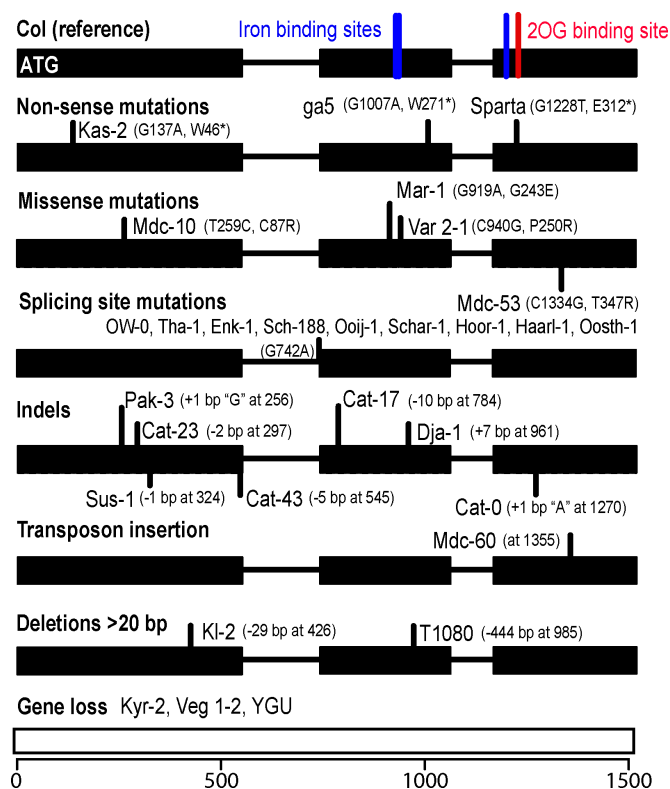 Col (reference)
Iron binding sites
2OG binding site
ATG
Non-sense mutations
Kas-2 (G137A, W46*)
ga5 (G1007A, W271*)
Sparta (G1228T, E312*)
Missense mutations
Mar-1 (G919A, G243E)
Mdc-10 (T259C, C87R)
Var 2-1 (C940G, P250R)
Mdc-53 (C1334G, T347R)
Splicing site mutations
OW-0, Tha-1, Enk-1, Sch-188, Ooij-1, Schar-1, Hoor-1, Haarl-1, Oosth-1
(G742A)
Indels
Pak-3 (+1 bp “G” at 256)
Cat-17 (-10 bp at 784)
Cat-23 (-2 bp at 297)
Dja-1 (+7 bp at 961)
Sus-1 (-1 bp at 324)
Cat-43 (-5 bp at 545)
Cat-0 (+1 bp “A” at 1270)
Transposon insertion
Mdc-60 (at 1355)
Deletions >20 bp
Kl-2 (-29 bp at 426)
T1080 (-444 bp at 985)
Gene loss Kyr-2, Veg 1-2, YGU
0 500 1000 1500